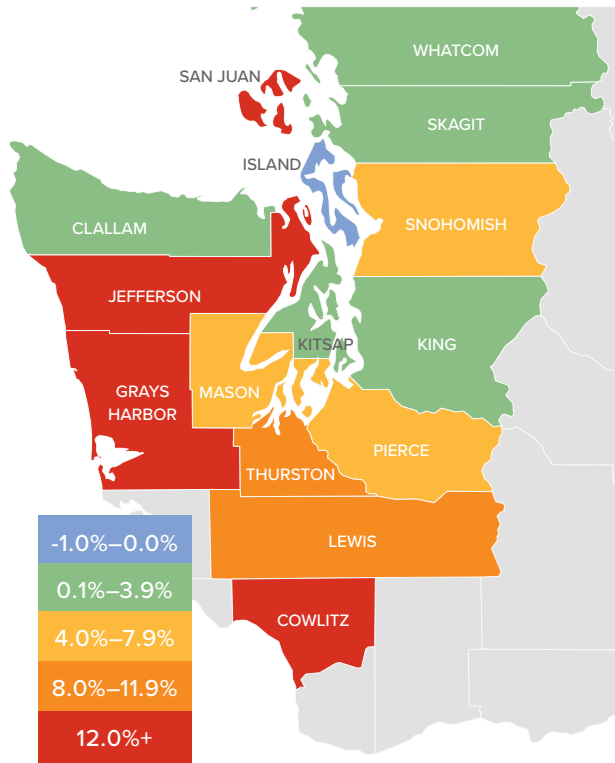 WHATCOM
SAN JUAN
SKAGIT
ISLAND
CLALLAM
SNOHOMISH
JEFFERSON
KITSAP
KING
GRAYS
HARBOR
MASON
PIERCE
THURSTON
LEWIS
COWLITZ
-1.0%–0.0%
0.1%–3.9%
4.0%–7.9%
8.0%–11.9%
12.0%+